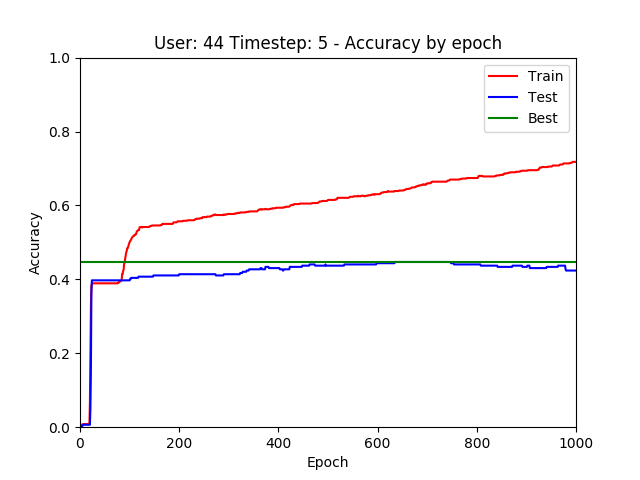 User: 44 Timestep: 5 - Accuracy by epoch
1.0
0.8
0.6
0.4
0.2
0.0
Accuracy
0 200 400 600 800 1000
Epoch
Train
Test
Best